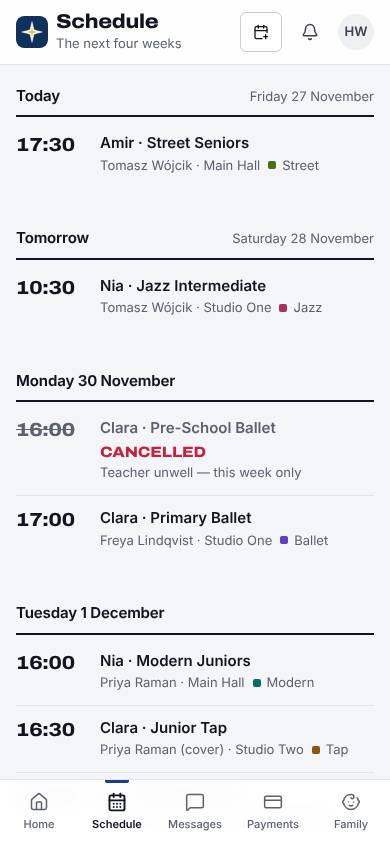 Schedule
The next four weeks
HW
Today
Friday 27 November
17:30
Amir · Street Seniors
Tomasz Wójcik · Main Hall Street
Tomorrow
Saturday 28 November
10:30
Nia · Jazz Intermediate
Tomasz Wójcik · Studio One Jazz
Monday 30 November
16:00
Clara · Pre-School Ballet
CANCELLED
Teacher unwell — this week only
17:00
Clara · Primary Ballet
Freya Lindqvist · Studio One Ballet
Tuesday 1 December
16:00
Nia · Modern Juniors
Priya Raman · Main Hall Modern
16:30
Clara · Junior Tap
Priya Raman (cover) · Studio Two Tap
Home
Schedule
Messages
Payments
Family